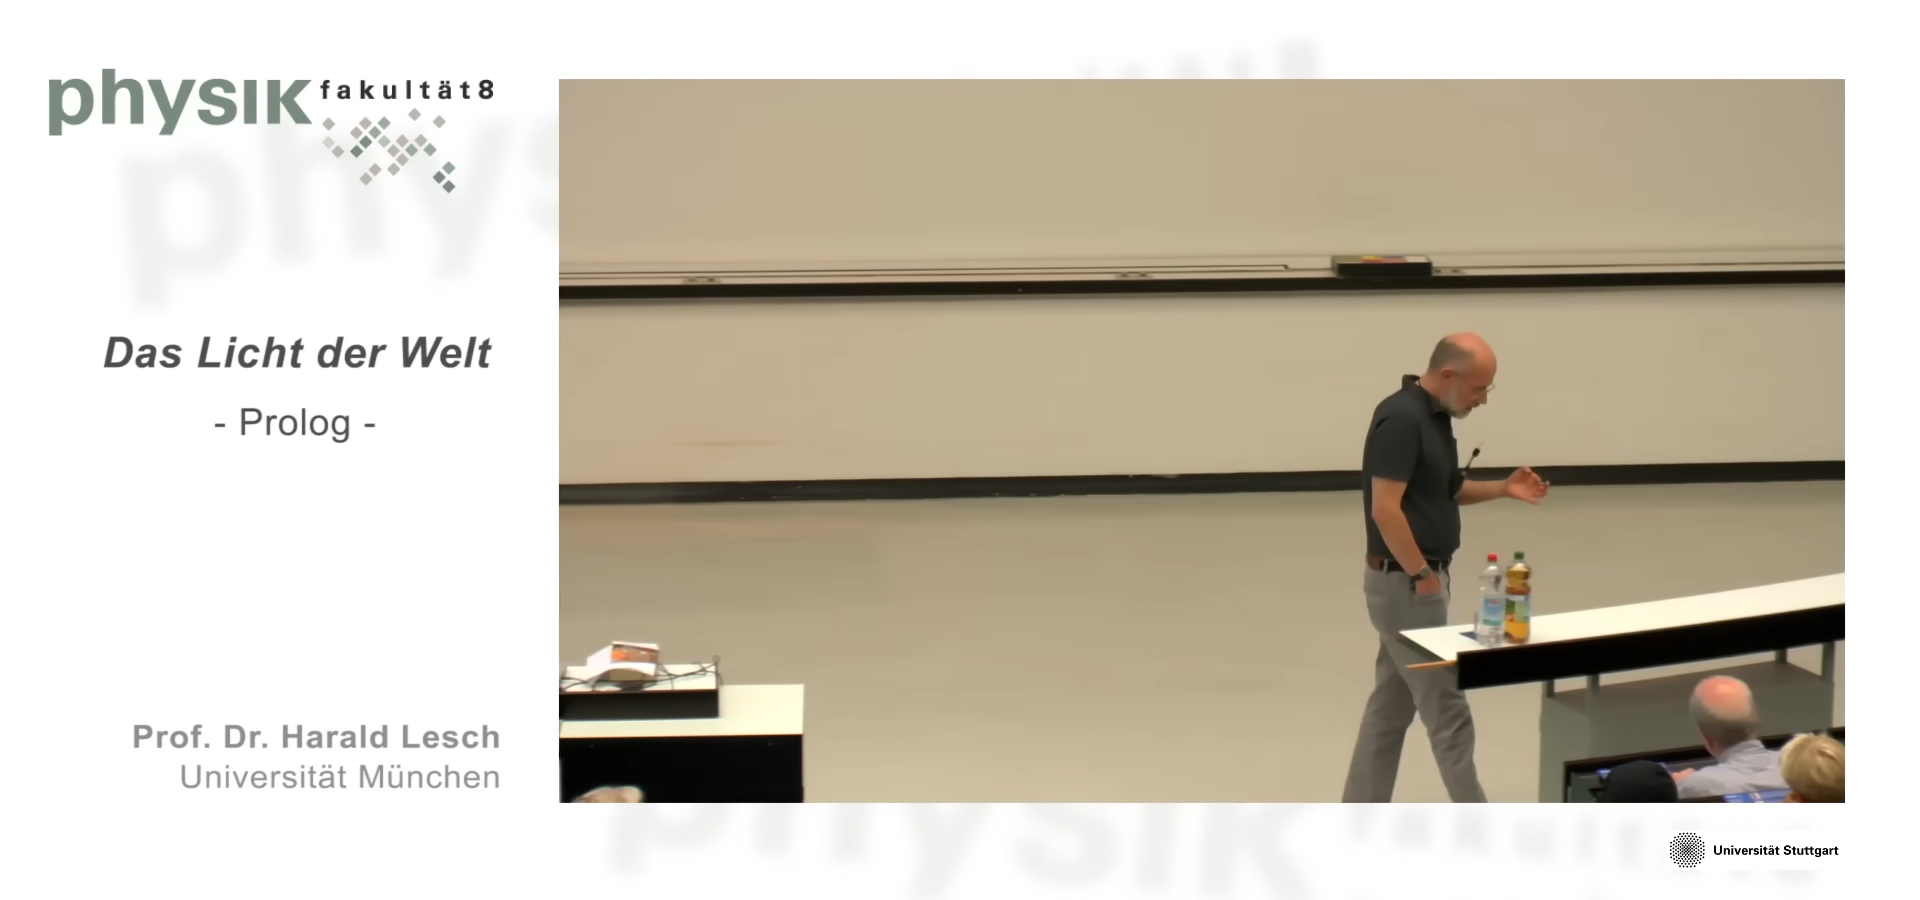 physik fakultät8
Das Licht der Welt
- Prolog -
Prof. Dr. Harald Lesch
Universität München
Universität Stuttgart